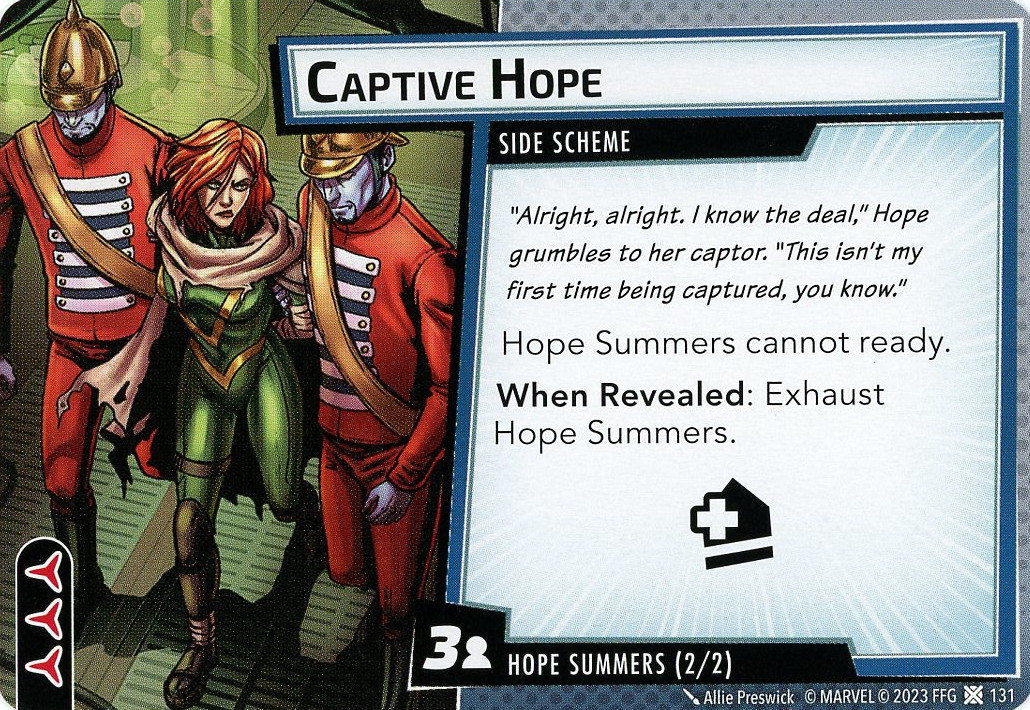 CAPTIVE HOPE
SIDE SCHEME
"Alright, alright. I know the deal," Hope
grumbles to her captor. "This isn't my
first time being captured, you know."
Hope Summers cannot ready.
When Revealed: Exhaust
Hope Summers.
3
HOPE SUMMERS (2/2)
Allie Preswick © MARVEL © 2023 FFG 131